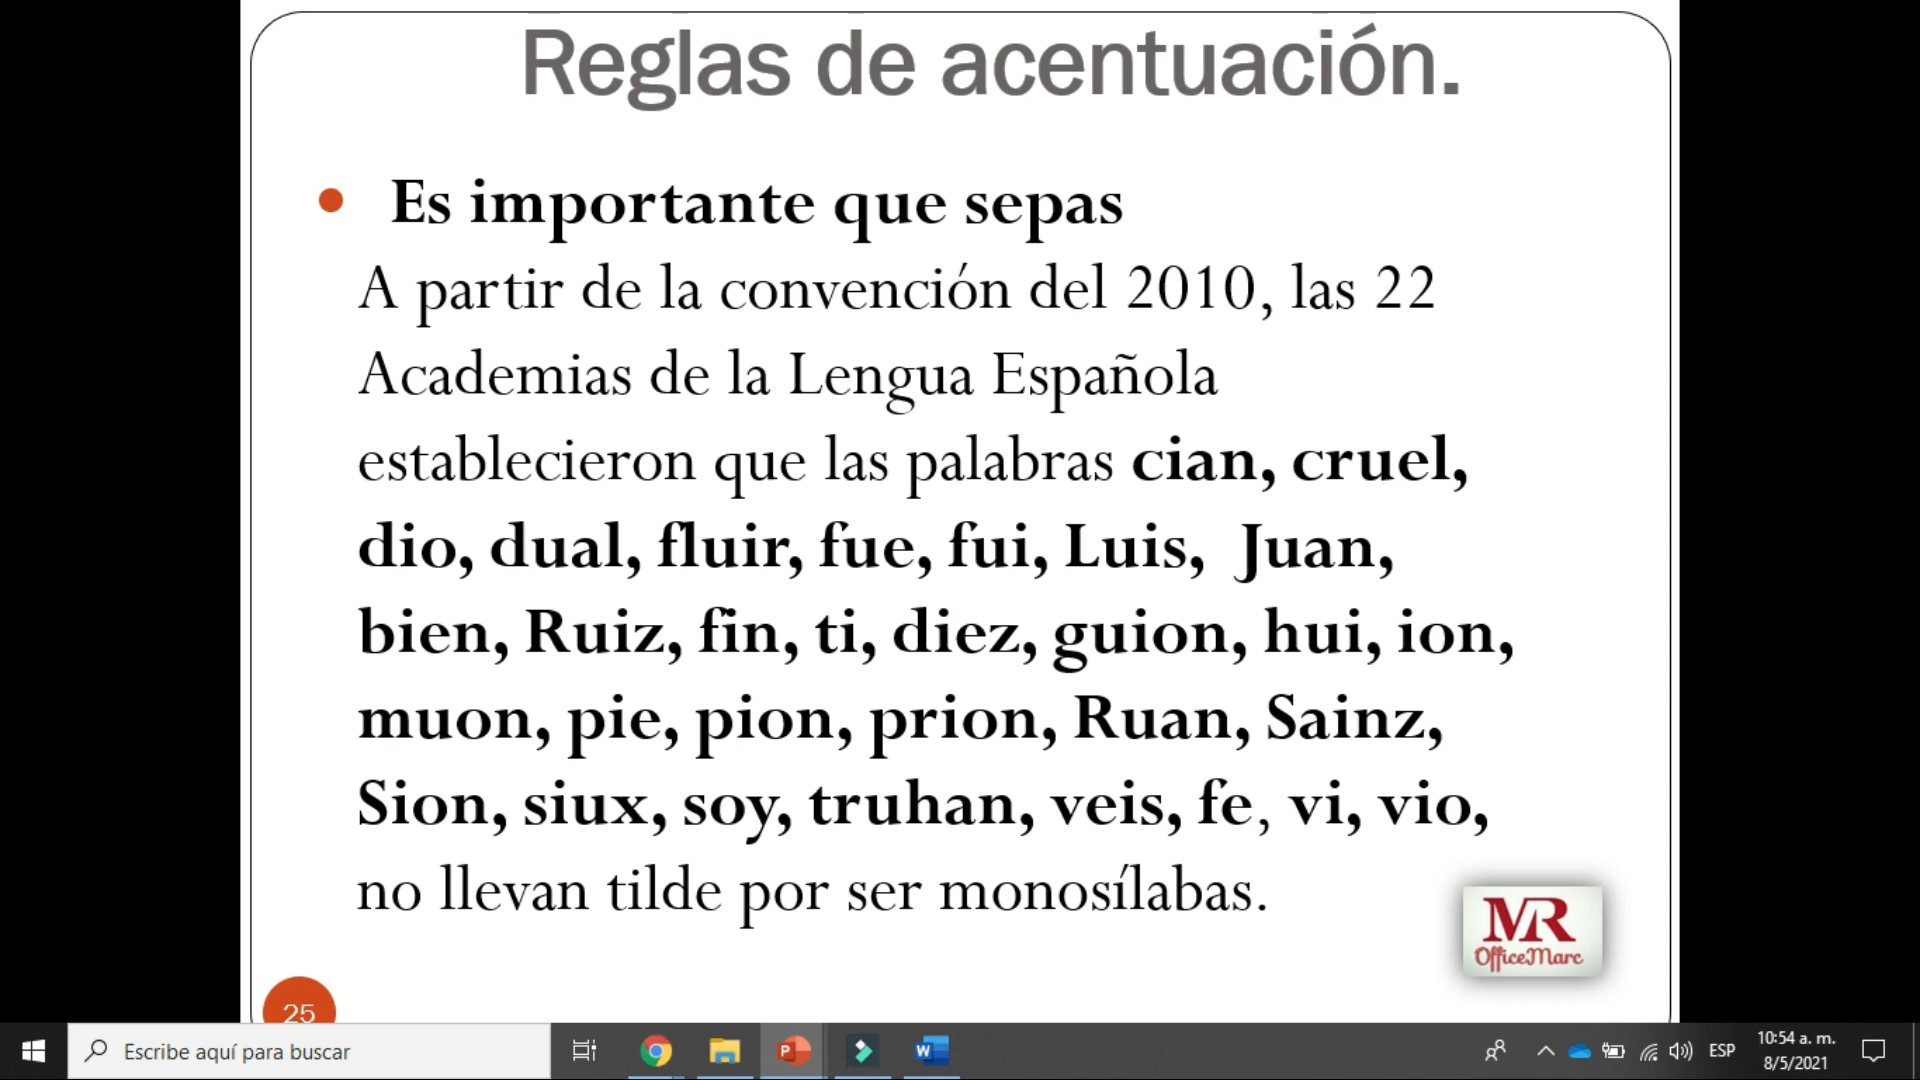 Reglas de acentuación.
• Es importante que sepas
A partir de la convención del 2010, las 22
Academias de la Lengua Española
establecieron que las palabras cian, cruel,
dio, dual, fluir, fue, fui, Luis, Juan,
bien, Ruiz, fin, ti, diez, guion, hui, ion,
muon, pie, pion, prion, Ruan, Sainz,
Sion, siux, soy, truhan, veis, fe, vi, vio,
no llevan tilde por ser monosílabas.
MR
OfficeMarc
25
Escribe aquí para buscar
P
W
ESP
10:54 a. m.
8/5/2021